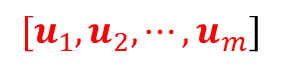 [𝒖₁, 𝒖₂, ⋯, 𝒖ₘ]